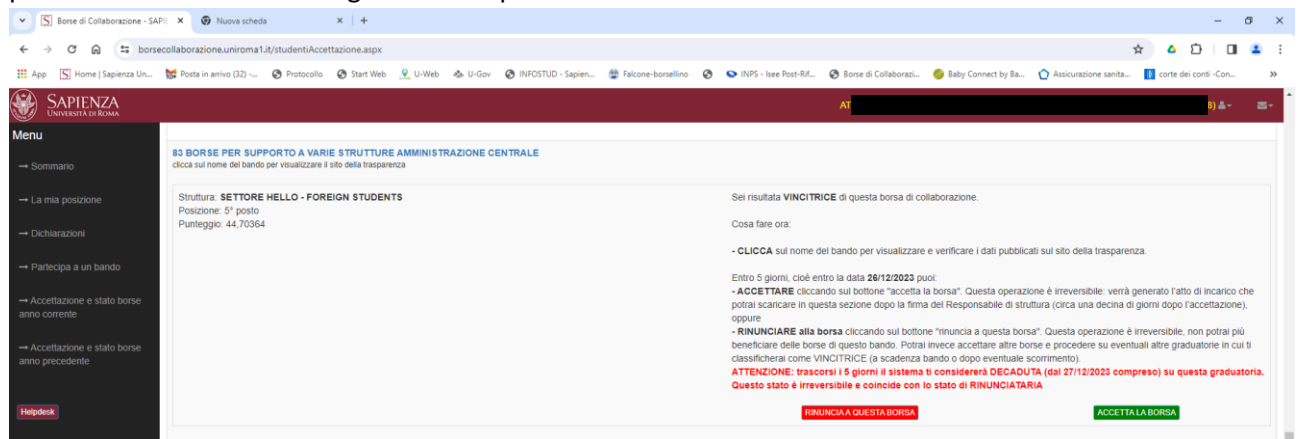 Borse di Collaborazione - SAPIE
Nuova scheda
borsecollaborazione.uniroma1.it/studentiAccettazione.aspx
App Home | Sapienza Un... Posta in arrivo (32) -... Protocollo Start Web U-Web U-Gov INFOSTUD - Sapien... Falcone-borsellino INPS - Isee Post-Rif... Borse di Collaborazi... Baby Connect by Ba... Assicurazione sanita... corte dei conti -Con... »
SAPIENZA
UNIVERSITÀ DI ROMA
AT
8)
Menu
→ Sommario
→ La mia posizione
→ Dichiarazioni
→ Partecipa a un bando
→ Accettazione e stato borse
anno corrente
→ Accettazione e stato borse
anno precedente
Helpdesk
83 BORSE PER SUPPORTO A VARIE STRUTTURE AMMINISTRAZIONE CENTRALE
clicca sul nome del bando per visualizzare il sito della trasparenza
Struttura: SETTORE HELLO - FOREIGN STUDENTS
Posizione: 5° posto
Punteggio: 44,70364
Sei risultata VINCITRICE di questa borsa di collaborazione.
Cosa fare ora:
- CLICCA sul nome del bando per visualizzare e verificare i dati pubblicati sul sito della trasparenza.
Entro 5 giorni, cioè entro la data 26/12/2023 puoi:
- ACCETTARE cliccando sul bottone "accetta la borsa". Questa operazione è irreversibile: verrà generato l'atto di incarico che
potrai scaricare in questa sezione dopo la firma del Responsabile di struttura (circa una decina di giorni dopo l'accettazione),
oppure
- RINUNCIARE alla borsa cliccando sul bottone "rinuncia a questa borsa". Questa operazione è irreversibile, non potrai più
beneficiare delle borse di questo bando. Potrai invece accettare altre borse e procedere su eventuali altre graduatorie in cui ti
classificherai come VINCITRICE (a scadenza bando o dopo eventuale scorrimento).
ATTENZIONE: trascorsi i 5 giorni il sistema ti considererà DECADUTA (dal 27/12/2023 compreso) su questa graduatoria.
Questo stato è irreversibile e coincide con lo stato di RINUNCIATARIA
RINUNCIA A QUESTA BORSA
ACCETTA LA BORSA